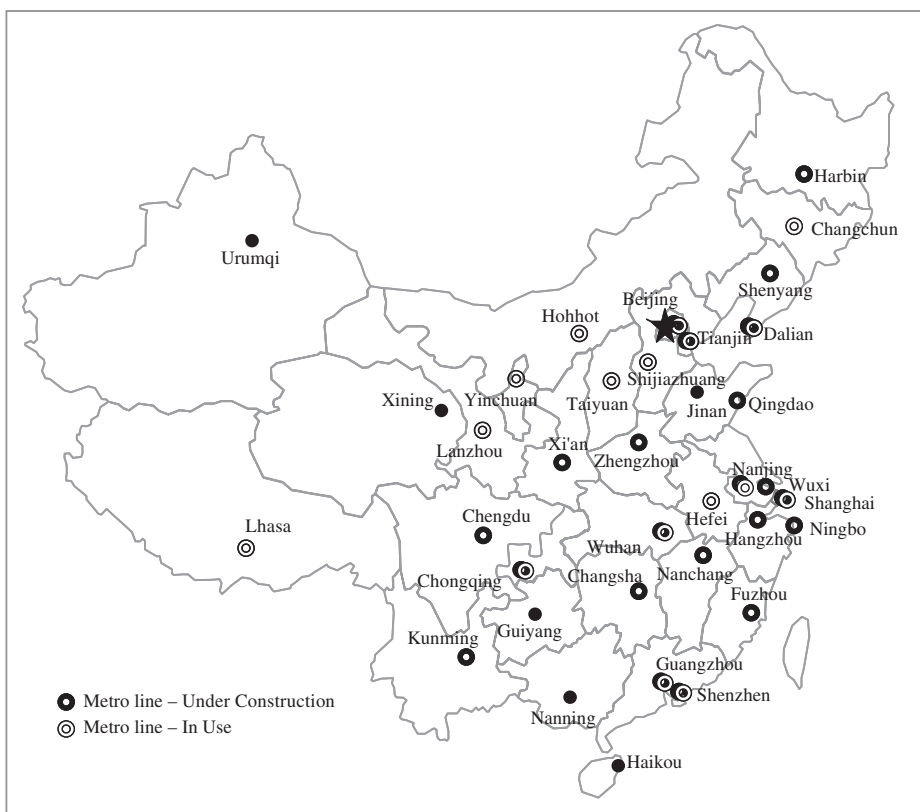 Harbin
Changchun
Urumqi
Shenyang
Beijing
Hohhot
Tianjin
Dalian
Shijiazhuang
Xining
Yinchuan
Taiyuan
Jinan
Qingdao
Lanzhou
Xi'an
Zhengzhou
Nanjing
Wuxi
Shanghai
Lhasa
Chengdu
Hefei
Hangzhou
Ningbo
Wuhan
Chongqing
Changsha
Nanchang
Fuzhou
Guiyang
Kunming
Guangzhou
Shenzhen
Metro line – Under Construction
Metro line – In Use
Nanning
Haikou